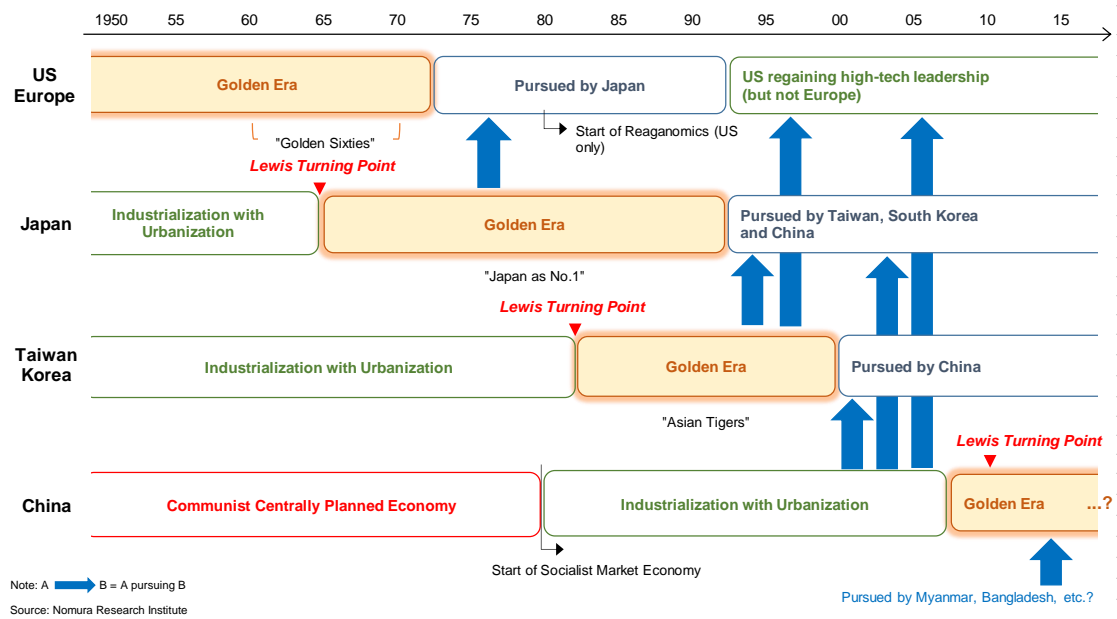 1950 55 60 65 70 75 80 85 90 95 00 05 10 15
US
Europe
Golden Era
Pursued by Japan
US regaining high-tech leadership
(but not Europe)
"Golden Sixties"
Start of Reaganomics (US
only)
Lewis Turning Point
Japan
Industrialization with
Urbanization
Golden Era
Pursued by Taiwan, South Korea
and China
"Japan as No.1"
Lewis Turning Point
Taiwan
Korea
Industrialization with Urbanization
Golden Era
Pursued by China
"Asian Tigers"
Lewis Turning Point
China
Communist Centrally Planned Economy
Industrialization with Urbanization
Golden Era ...?
Start of Socialist Market Economy
Note: A B = A pursuing B
Pursued by Myanmar, Bangladesh, etc.?
Source: Nomura Research Institute